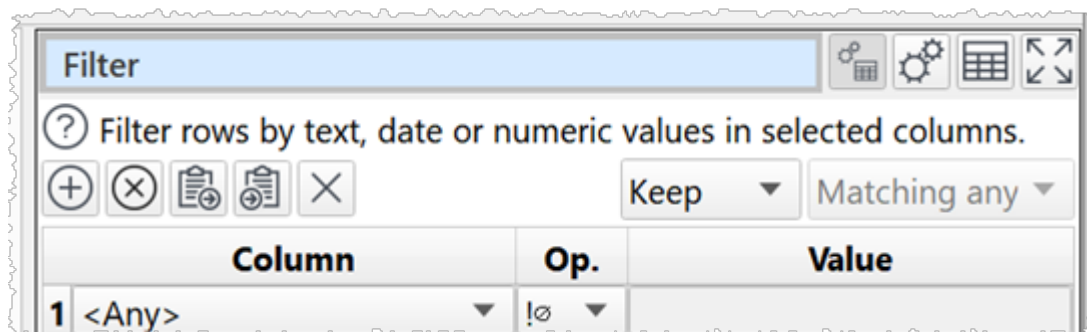 Filter
Filter rows by text, date or numeric values in selected columns.
Keep Matching any
Column Op. Value
1 <Any> !∅